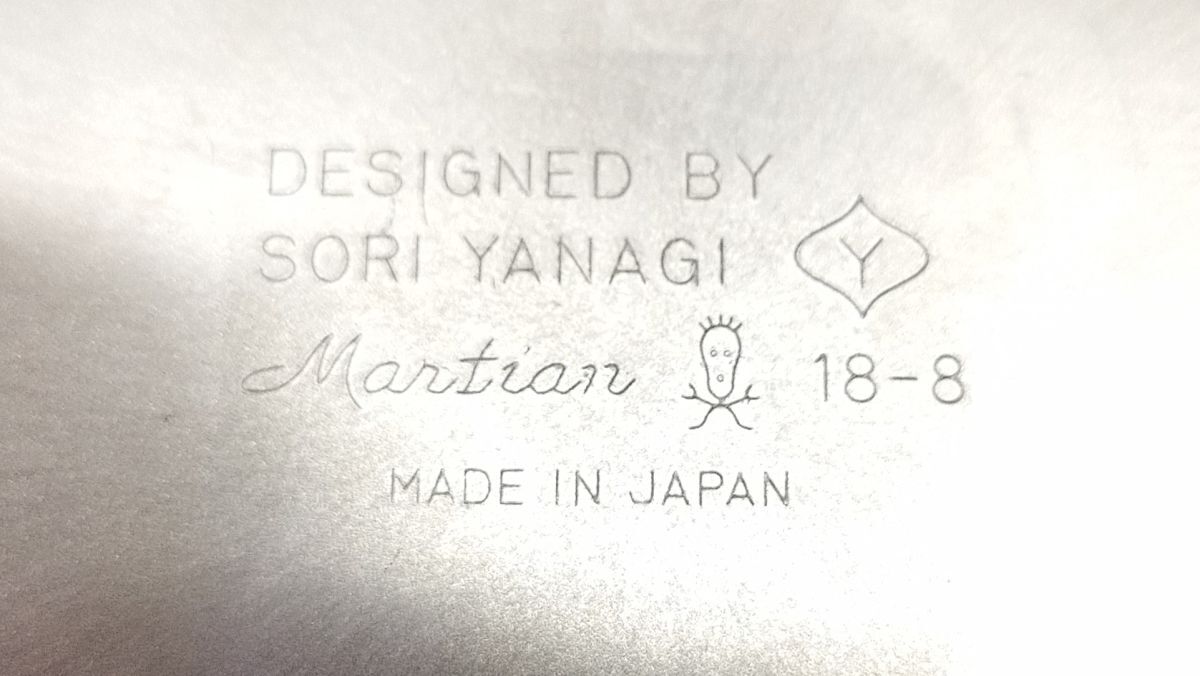 DESIGNED BY
SORI YANAGI
Y
Martian 18-8
MADE IN JAPAN